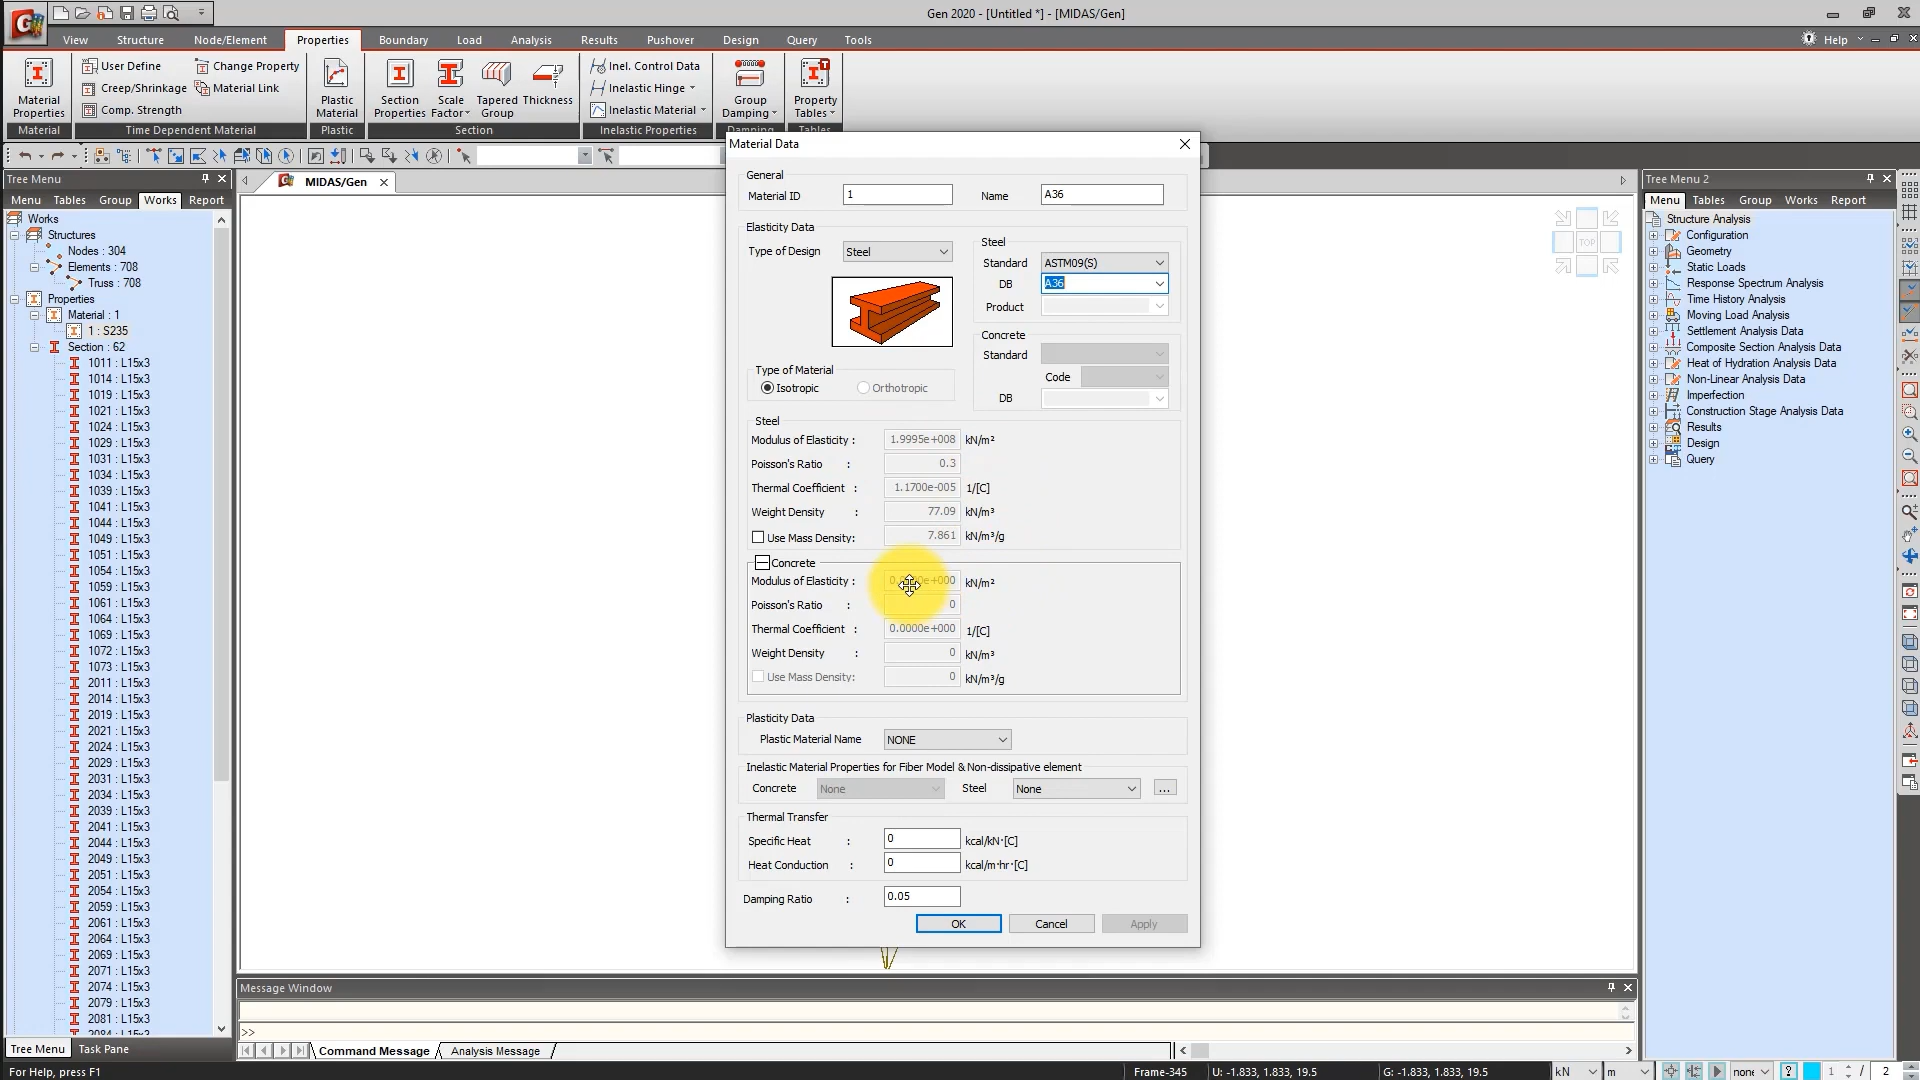 Gen 2020 - [Untitled *] - [MIDAS/Gen]
View Structure Node/Element Properties Boundary Load Analysis Results Pushover Design Query Tools Help
Material Properties
User Define
Creep/Shrinkage
Comp. Strength
Change Property
Material Link
Plastic Material
Section Properties
Scale Factor
Tapered Group
Thickness
Inel. Control Data
Inelastic Hinge
Inelastic Material
Group Damping
Property Tables
Material Time Dependent Material Plastic Section Inelastic Properties Damping Tables
Tree Menu
Menu Tables Group Works Report
Works
Structures
Nodes : 304
Elements : 708
Truss : 708
Properties
Material : 1
1 : S235
Section : 62
1011 : L15x3
1014 : L15x3
1019 : L15x3
1021 : L15x3
1024 : L15x3
1029 : L15x3
1031 : L15x3
1034 : L15x3
1039 : L15x3
1041 : L15x3
1044 : L15x3
1049 : L15x3
1051 : L15x3
1054 : L15x3
1059 : L15x3
1061 : L15x3
1064 : L15x3
1069 : L15x3
1072 : L15x3
1073 : L15x3
2011 : L15x3
2014 : L15x3
2019 : L15x3
2021 : L15x3
2024 : L15x3
2029 : L15x3
2031 : L15x3
2034 : L15x3
2039 : L15x3
2041 : L15x3
2044 : L15x3
2049 : L15x3
2051 : L15x3
2054 : L15x3
2059 : L15x3
2061 : L15x3
2064 : L15x3
2069 : L15x3
2071 : L15x3
2074 : L15x3
2079 : L15x3
2081 : L15x3
2084 : L15x3
Tree Menu Task Pane
MIDAS/Gen
Material Data
General
Material ID 1 Name A36
Elasticity Data
Type of Design Steel
Steel
Standard ASTM09(S)
DB A36
Product
Concrete
Standard
Code
DB
Type of Material
Isotropic Orthotropic
Steel
Modulus of Elasticity : 1.9995e+008 kN/m²
Poisson's Ratio : 0.3
Thermal Coefficient : 1.1700e-005 1/[C]
Weight Density : 77.09 kN/m³
Use Mass Density: 7.861 kN/m³/g
Concrete
Modulus of Elasticity : kN/m²
Poisson's Ratio : 0
Thermal Coefficient : 0.0000e+000 1/[C]
Weight Density : 0 kN/m³
Use Mass Density: 0 kN/m³/g
Plasticity Data
Plastic Material Name NONE
Inelastic Material Properties for Fiber Model & Non-dissipative element
Concrete None Steel None ...
Thermal Transfer
Specific Heat : 0 kcal/kN·[C]
Heat Conduction : 0 kcal/m·hr·[C]
Damping Ratio : 0.05
OK Cancel Apply
TOP
Tree Menu 2
Menu Tables Group Works Report
Structure Analysis
Configuration
Geometry
Static Loads
Response Spectrum Analysis
Time History Analysis
Moving Load Analysis
Settlement Analysis Data
Composite Section Analysis Data
Heat of Hydration Analysis Data
Non-Linear Analysis Data
Imperfection
Construction Stage Analysis Data
Results
Design
Query
Message Window
>>
Command Message Analysis Message
For Help, press F1 Frame-345 U: -1.833, 1.833, 19.5 G: -1.833, 1.833, 19.5 kN m none ? 1 / 2